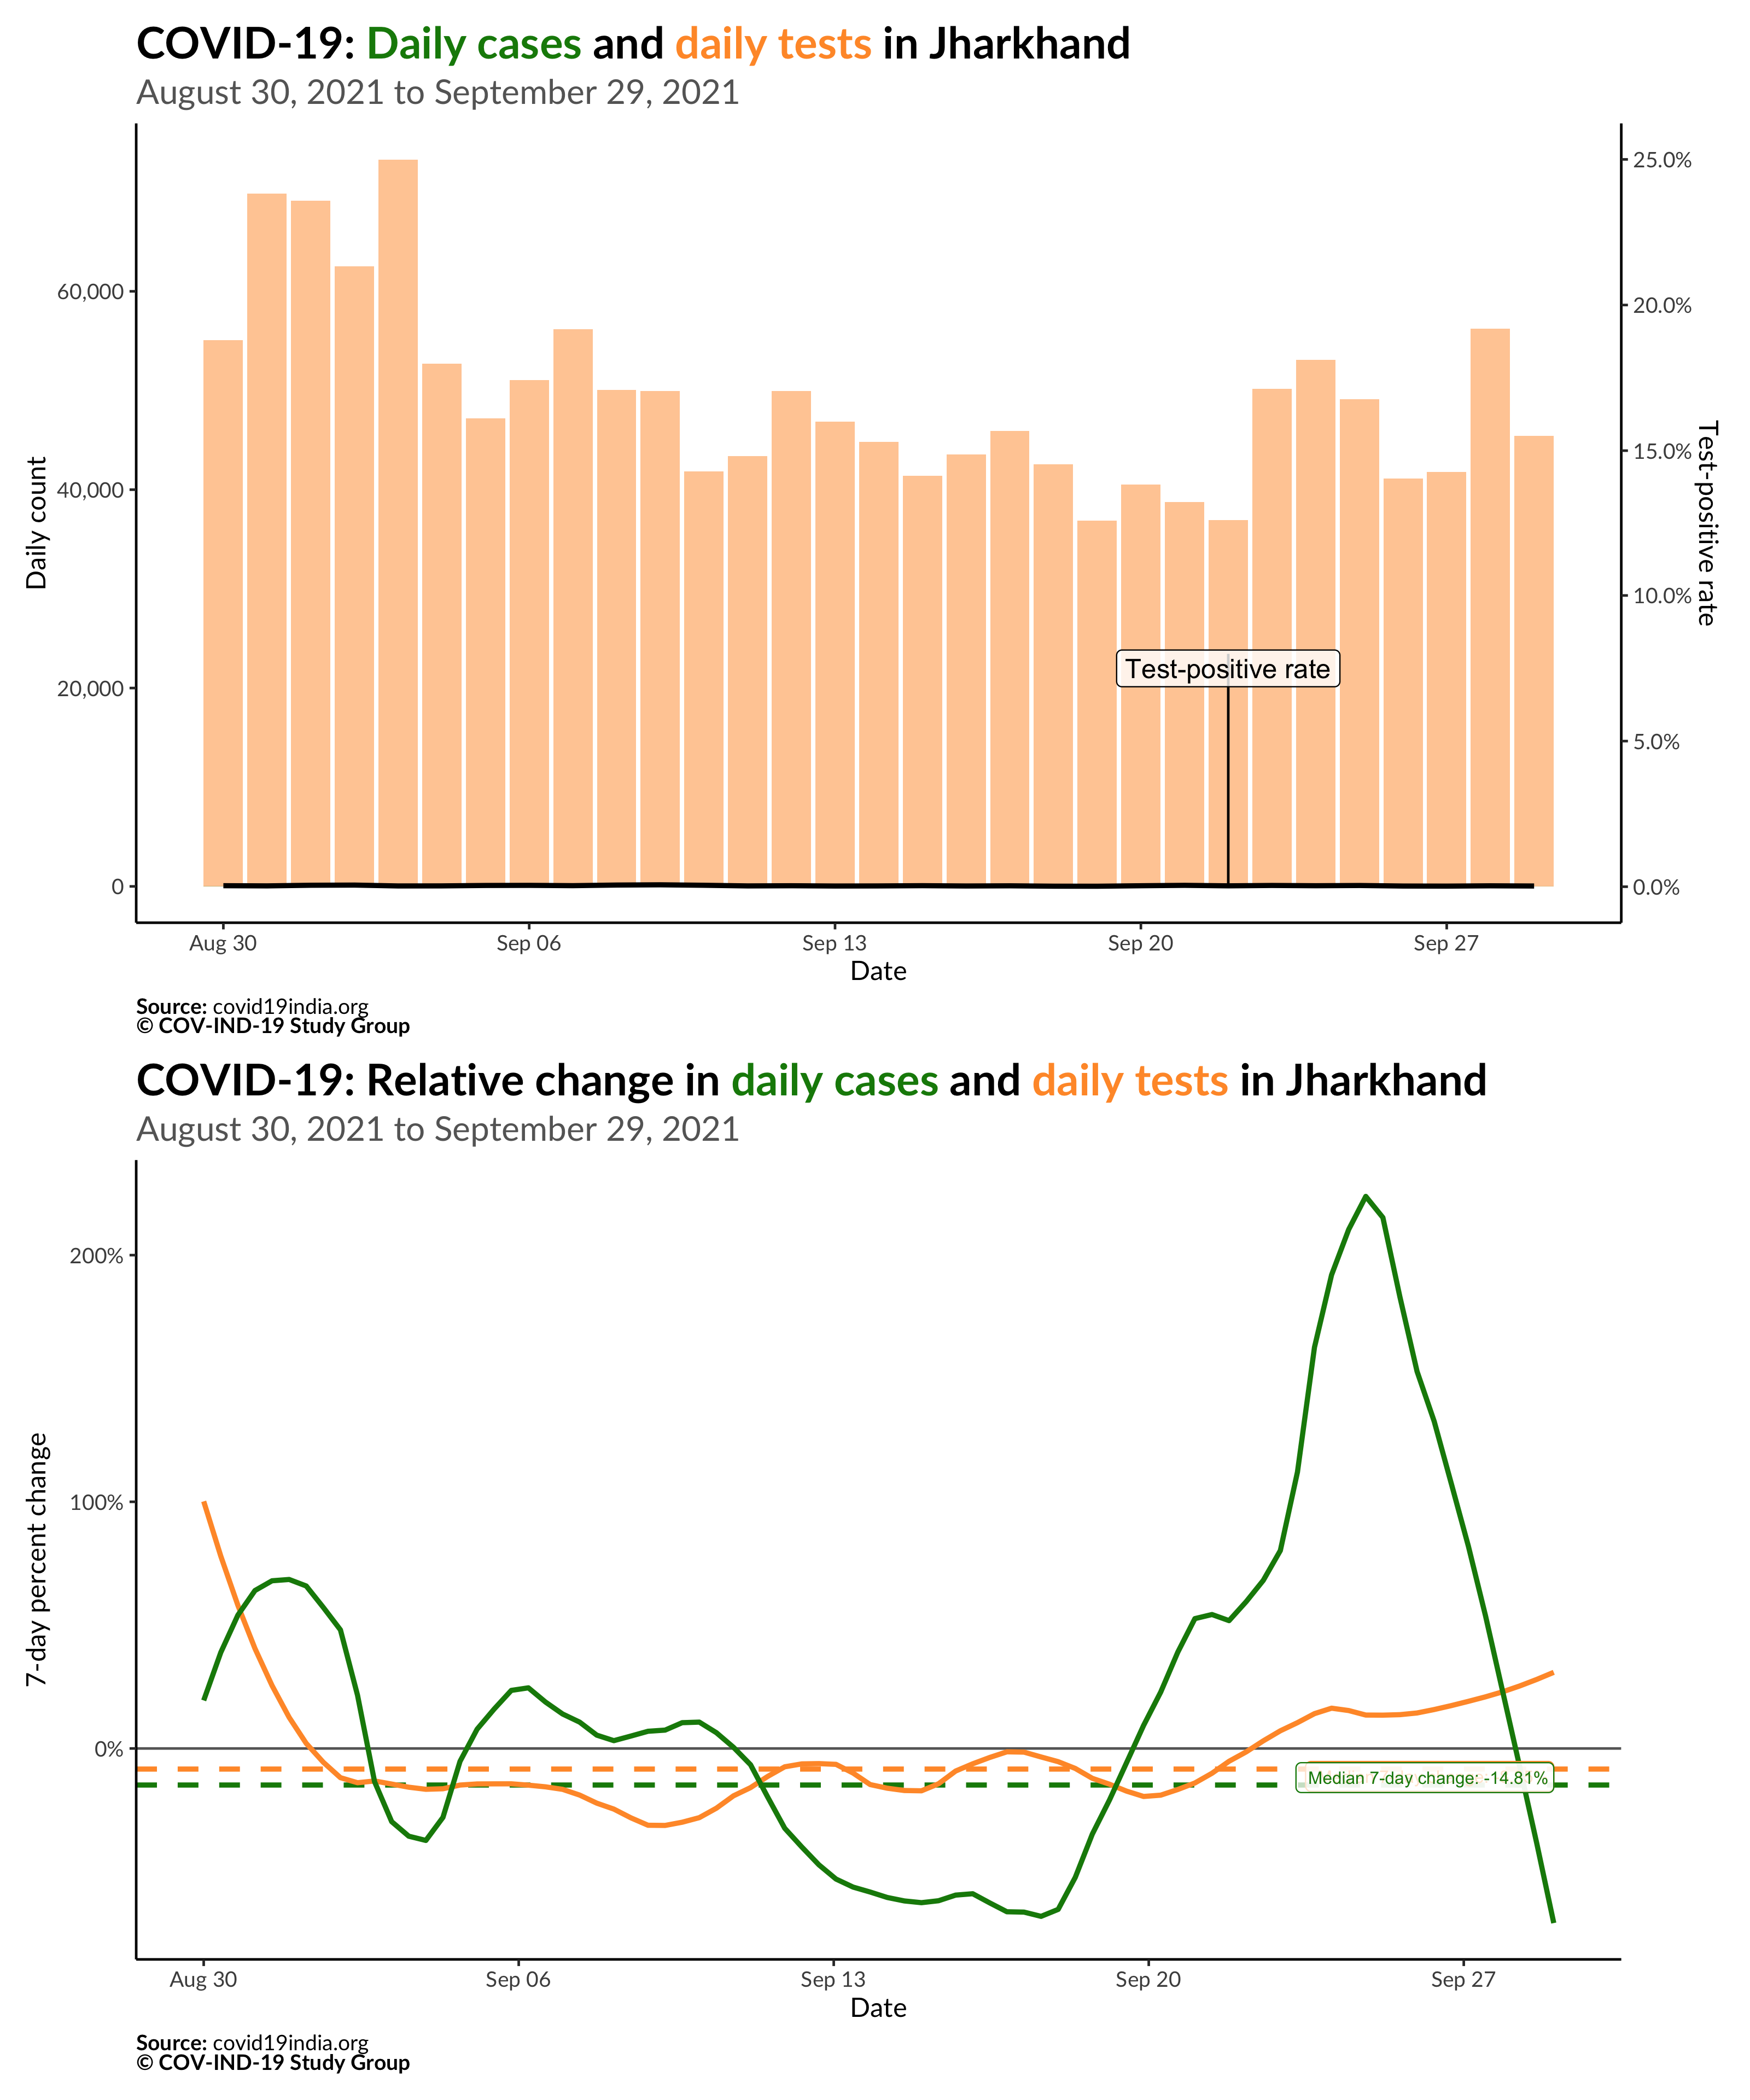 COVID-19: Daily cases and daily tests in Jharkhand
August 30, 2021 to September 29, 2021
25.0%
20.0%
15.0%
10.0%
5.0%
0.0%
Test-positive rate
60,000
40,000
20,000
0
Daily count
Test-positive rate
Aug 30
Sep 06
Sep 13
Sep 20
Sep 27
Date
Source: covid19india.org
© COV-IND-19 Study Group
COVID-19: Relative change in daily cases and daily tests in Jharkhand
August 30, 2021 to September 29, 2021
200%
100%
0%
7-day percent change
Median 7-day change: -14.81%
Aug 30
Sep 06
Sep 13
Sep 20
Sep 27
Date
Source: covid19india.org
© COV-IND-19 Study Group